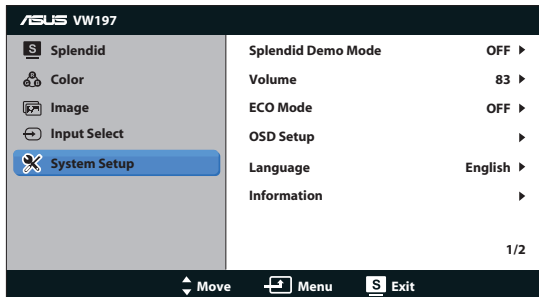 ASUS VW197
S Splendid
Color
Image
Input Select
System Setup
Splendid Demo Mode OFF
Volume 83
ECO Mode OFF
OSD Setup
Language English
Information
1/2
Move Menu S Exit